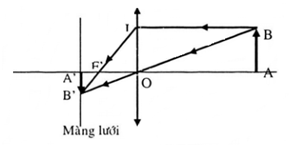 I B
F'
A' O A
B'
Màng lưới